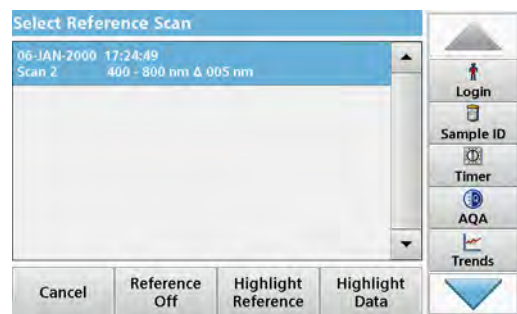 Select Reference Scan
06-JAN-2000 17:24:49
Scan 2 400 - 800 nm Δ 005 nm
Login
Sample ID
Timer
AQA
Trends
Cancel
Reference
Off
Highlight
Reference
Highlight
Data